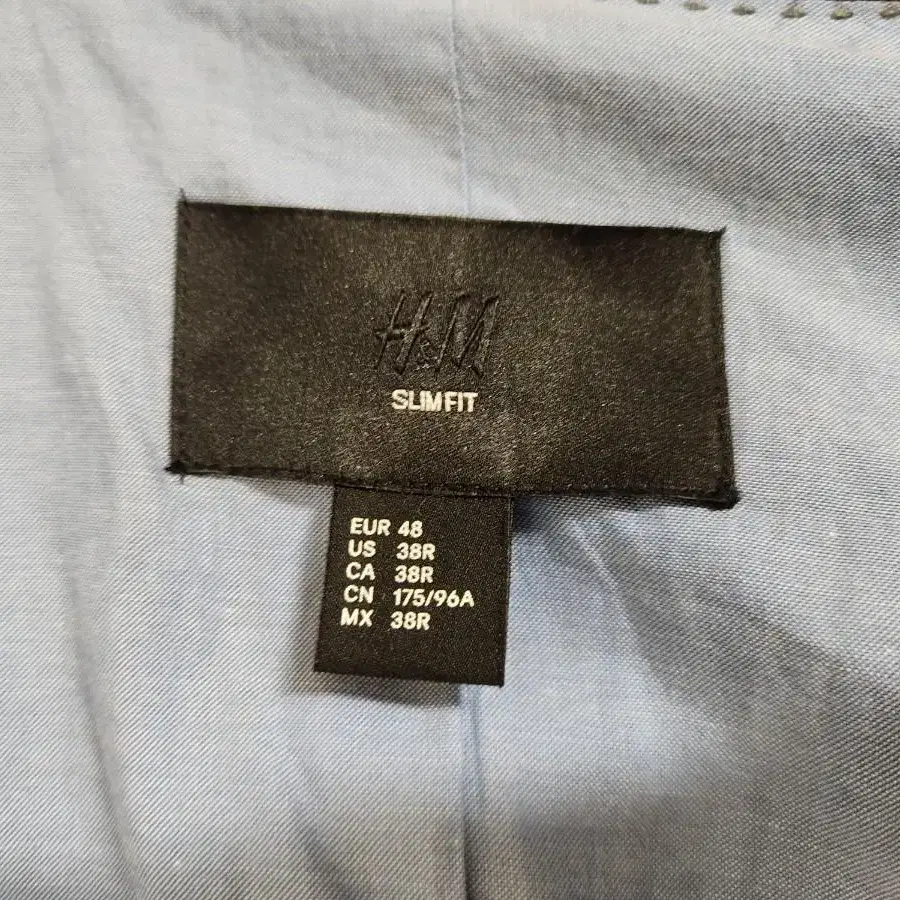 H&M
SLIM FIT
EUR 48
US 38R
CA 38R
CN 175/96A
MX 38R